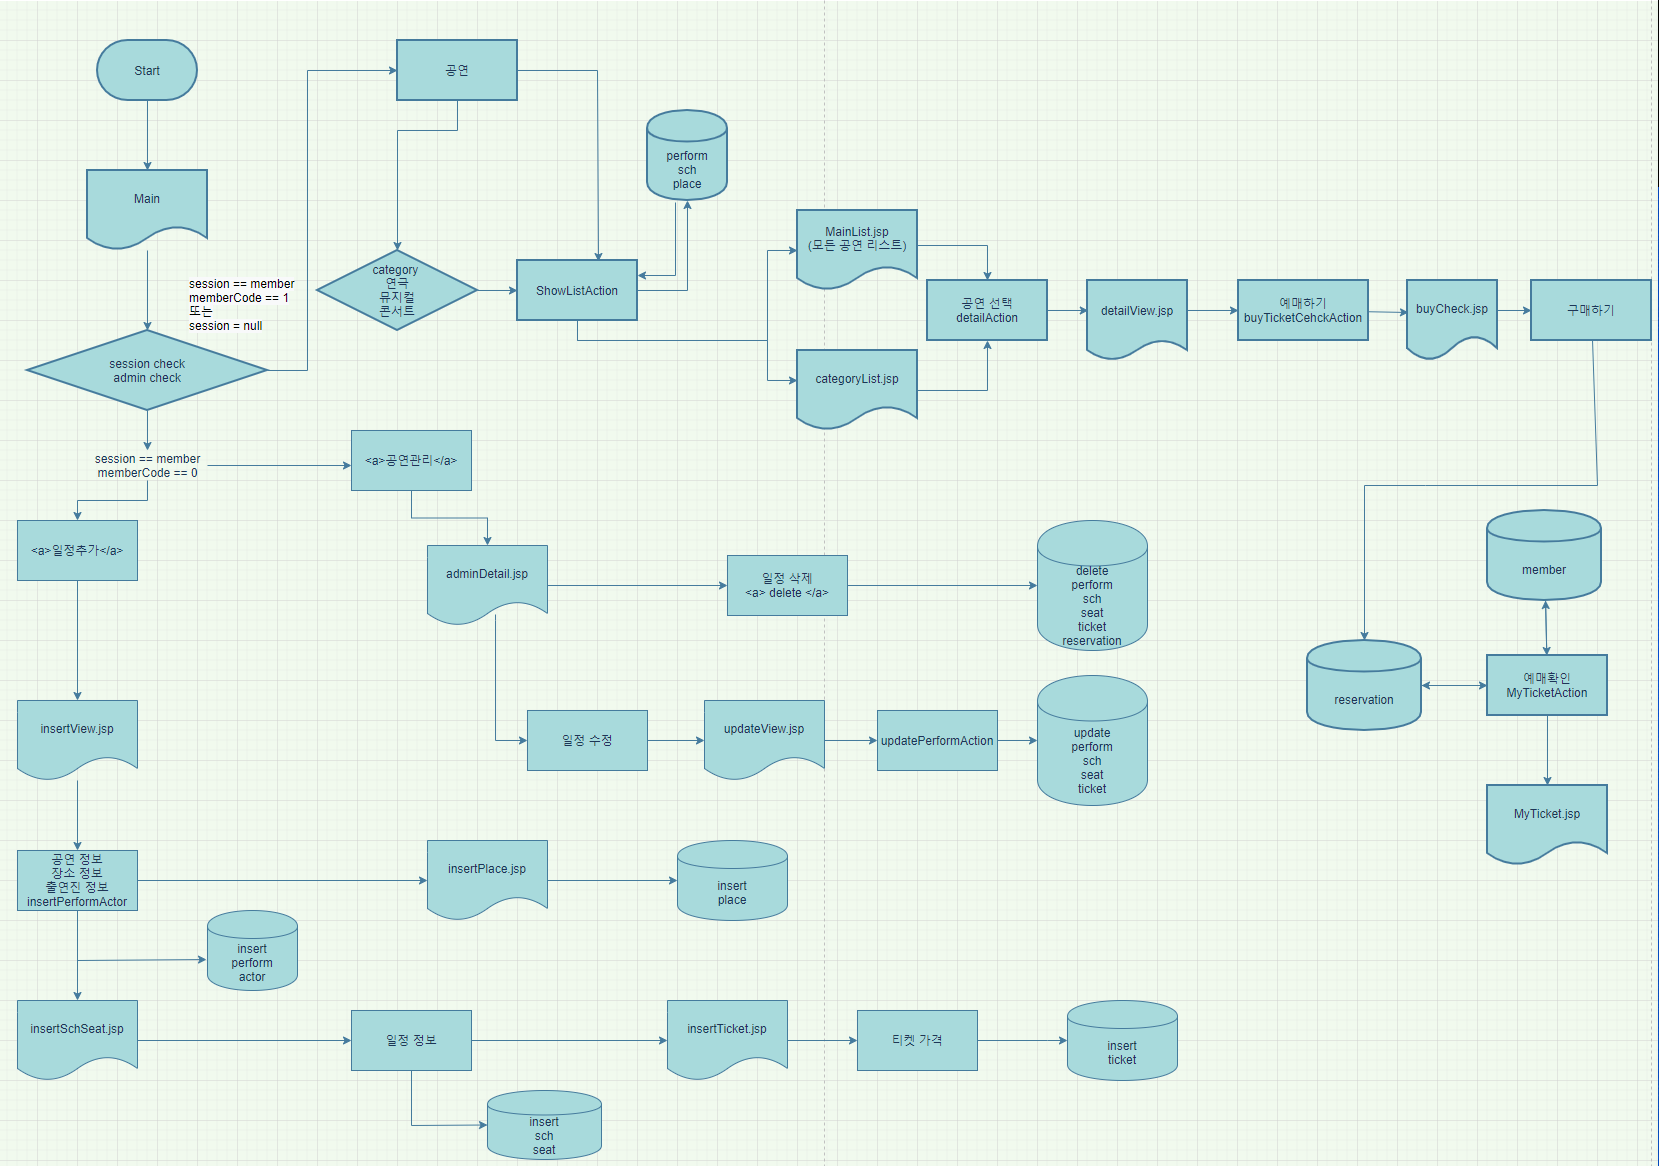 Start
공연
perform
sch
place
Main
session == member
memberCode == 1
또는
session = null
category
연극
뮤지컬
콘서트
ShowListAction
MainList.jsp
(모든 공연 리스트)
공연 선택
detailAction
detailView.jsp
예매하기
buyTicketCehckAction
buyCheck.jsp
구매하기
session check
admin check
categoryList.jsp
session == member
memberCode == 0
<a>공연관리</a>
<a>일정추가</a>
adminDetail.jsp
일정 삭제
<a> delete </a>
delete
perform
sch
seat
ticket
reservation
member
reservation
예매확인
MyTicketAction
insertView.jsp
일정 수정
updateView.jsp
updatePerformAction
update
perform
sch
seat
ticket
MyTicket.jsp
공연 정보
장소 정보
출연진 정보
insertPerformActor
insertPlace.jsp
insert
place
insert
perform
actor
insertSchSeat.jsp
일정 정보
insertTicket.jsp
티켓 가격
insert
ticket
insert
sch
seat